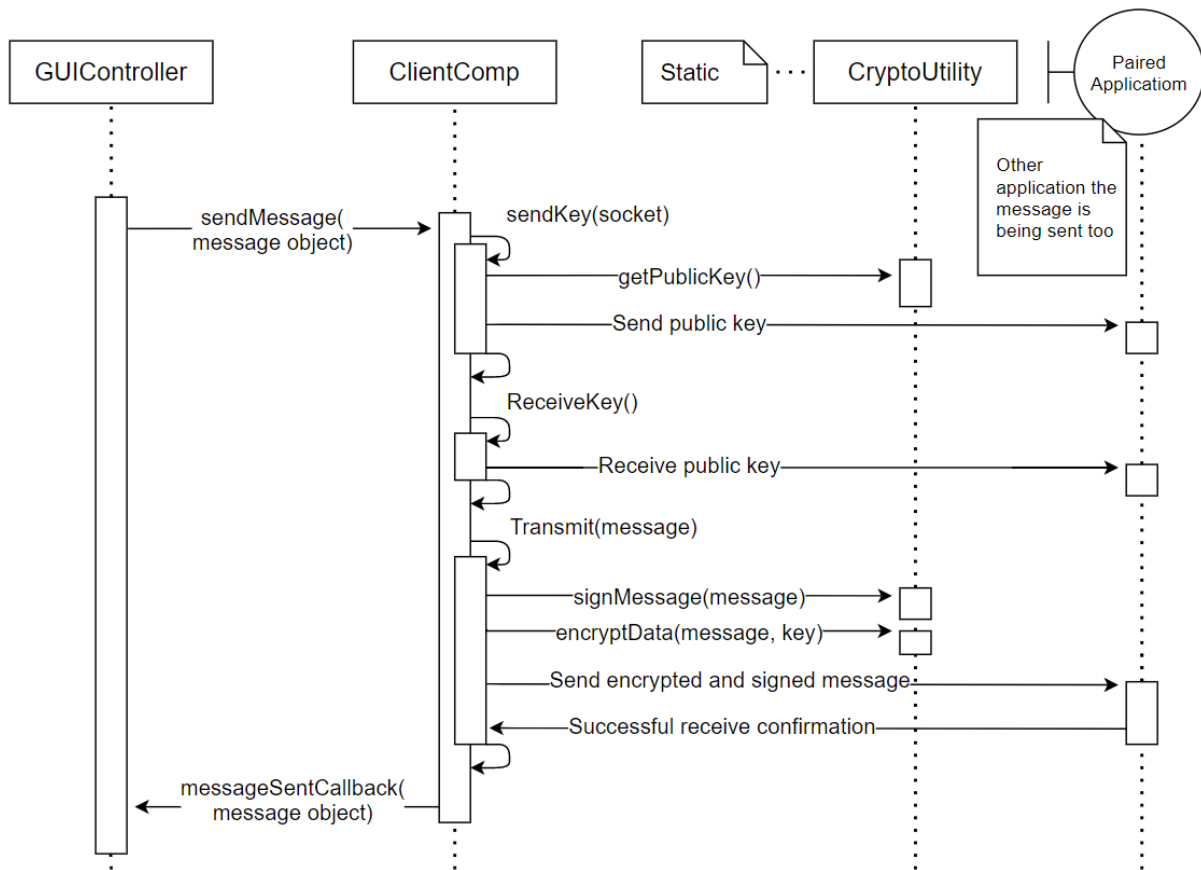 GUIController
ClientComp
Static
CryptoUtility
Paired
Applicatiom
Other
application the
message is
being sent too
sendMessage(
message object)
sendKey(socket)
getPublicKey()
Send public key
ReceiveKey()
Receive public key
Transmit(message)
signMessage(message)
encryptData(message, key)
Send encrypted and signed message
Successful receive confirmation
messageSentCallback(
message object)